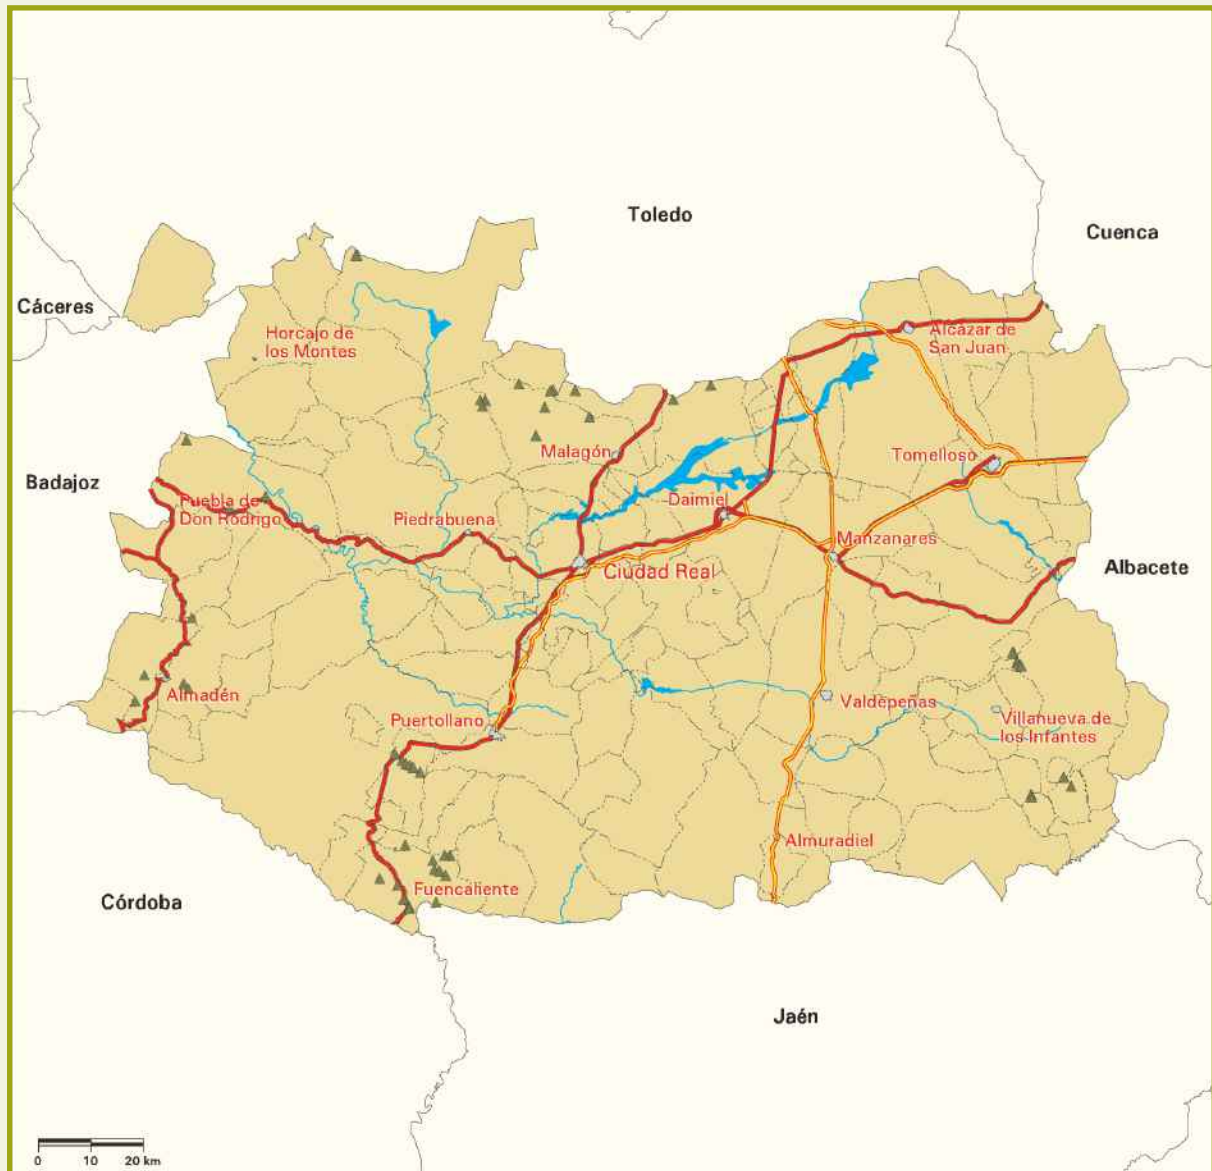 Toledo
Cuenca
Cáceres
Horcajo de
los Montes
Alcázar de
San Juan
Malagón
Tomelloso
Badajoz
Puebla de
Don Rodrigo
Piedrabuena
Daimiel
Manzanares
Ciudad Real
Albacete
Almadén
Valdepeñas
Puertollano
Villanueva de
los Infantes
Almuradiel
Fuencaliente
Córdoba
Jaén
0 10 20 km